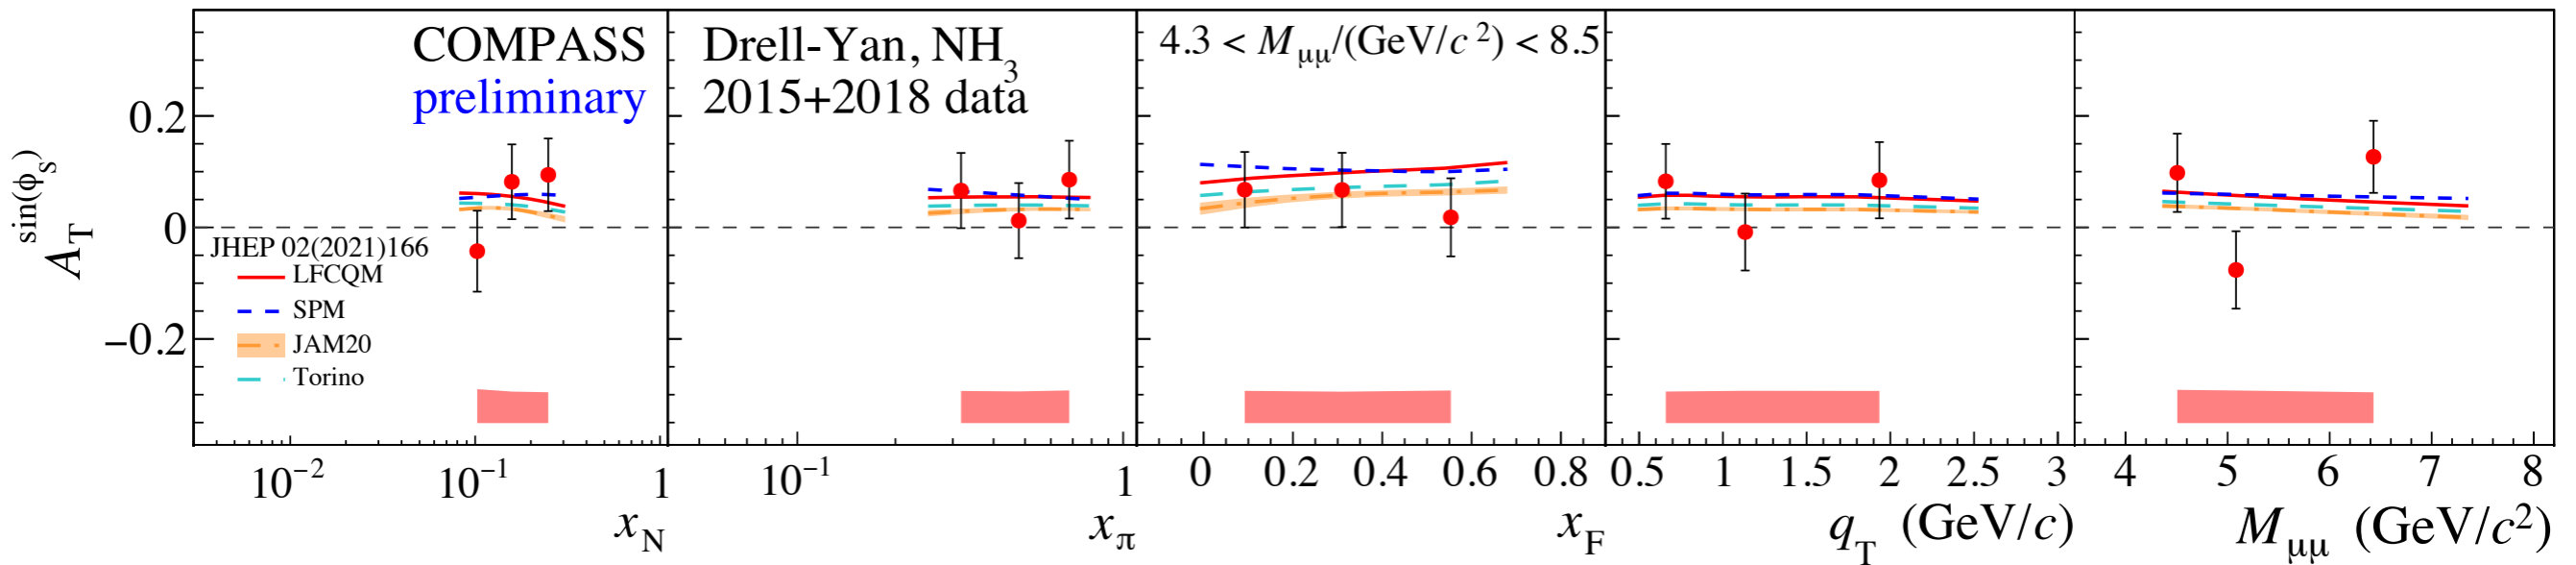 COMPASS
preliminary
Drell-Yan, NH₃
2015+2018 data
4.3 < M_μμ/(GeV/c²) < 8.5
A_T^sin(ϕ_S)
0.2
0
−0.2
JHEP 02(2021)166
LFCQM
SPM
JAM20
Torino
10⁻² 10⁻¹ 1
x_N
10⁻¹ 1
x_π
0 0.2 0.4 0.6 0.8
x_F
0.5 1 1.5 2 2.5 3
q_T (GeV/c)
4 5 6 7 8
M_μμ (GeV/c²)